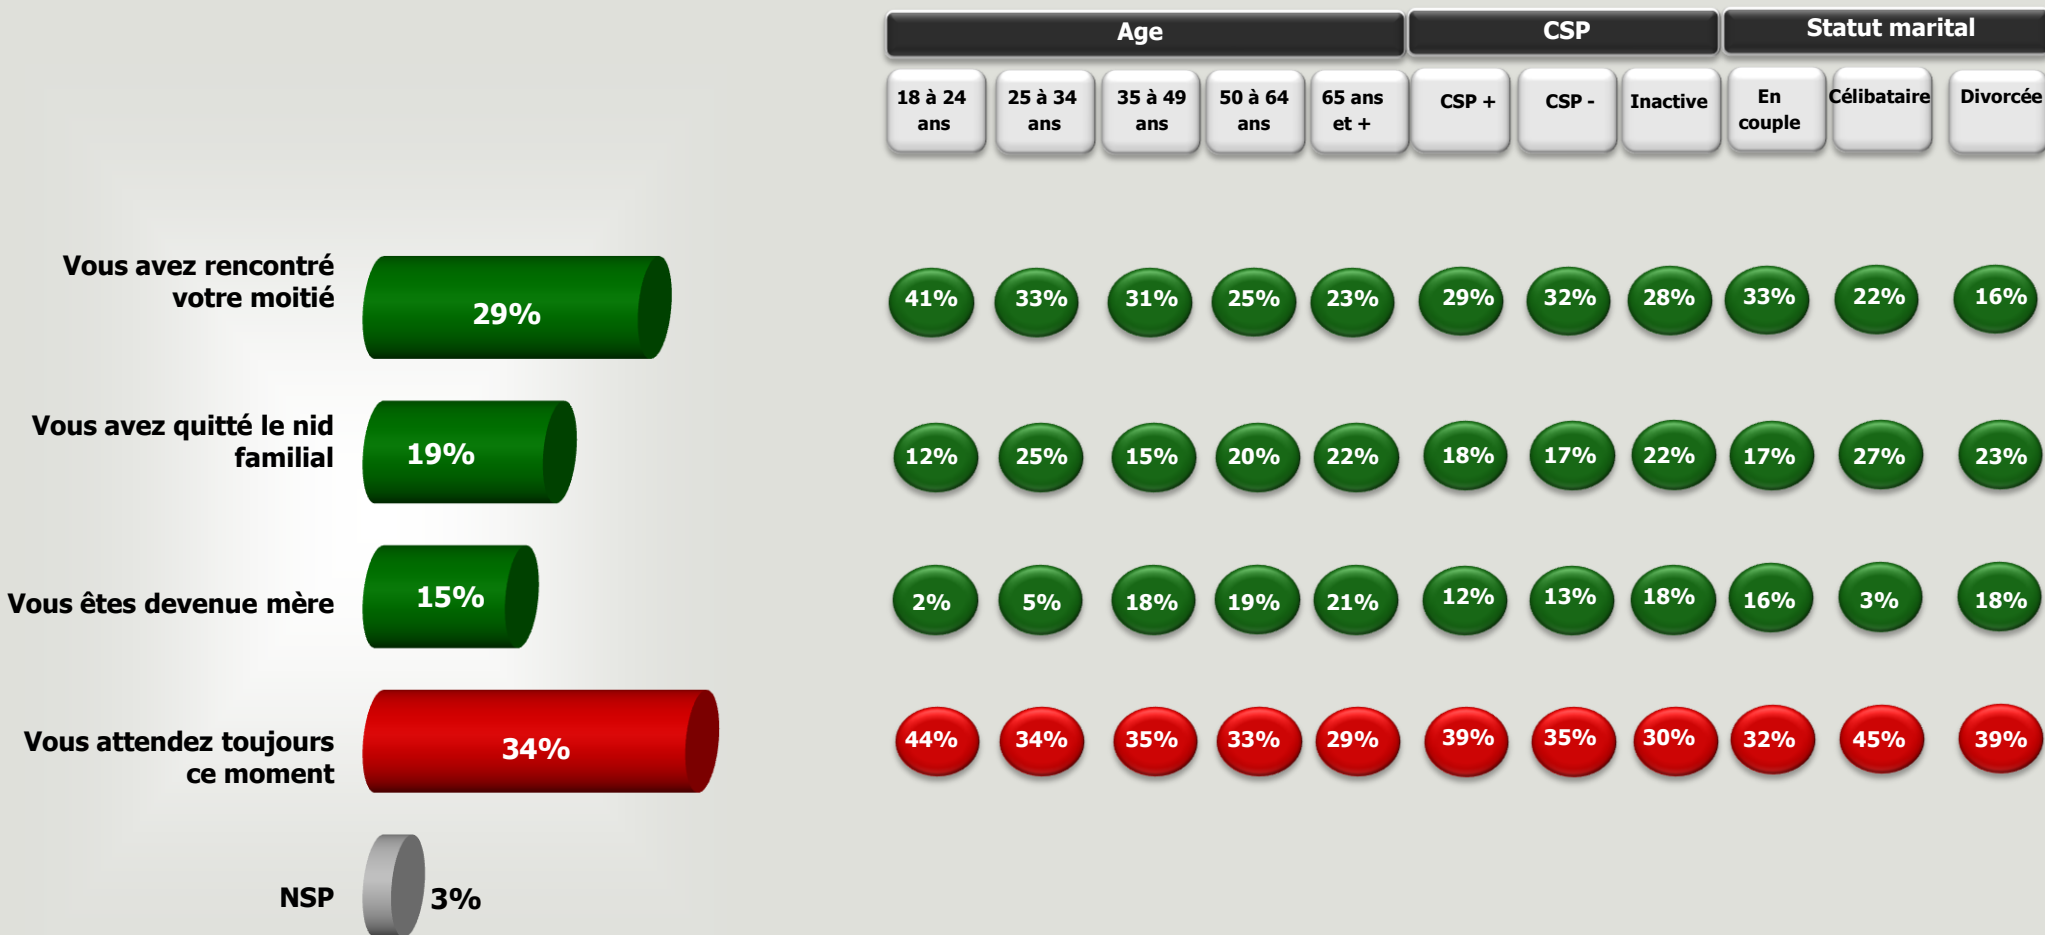 Age CSP Statut marital
18 à 24 25 à 34 35 à 49 50 à 64 65 ans CSP + CSP - Inactive En Célibataire Divorcée
ans ans ans ans et + couple
Vous avez rencontré
votre moitié
29% 41% 33% 31% 25% 23% 29% 32% 28% 33% 22% 16%
Vous avez quitté le nid
familial
19% 12% 25% 15% 20% 22% 18% 17% 22% 17% 27% 23%
Vous êtes devenue mère 15% 2% 5% 18% 19% 21% 12% 13% 18% 16% 3% 18%
Vous attendez toujours
ce moment
34% 44% 34% 35% 33% 29% 39% 35% 30% 32% 45% 39%
NSP 3%